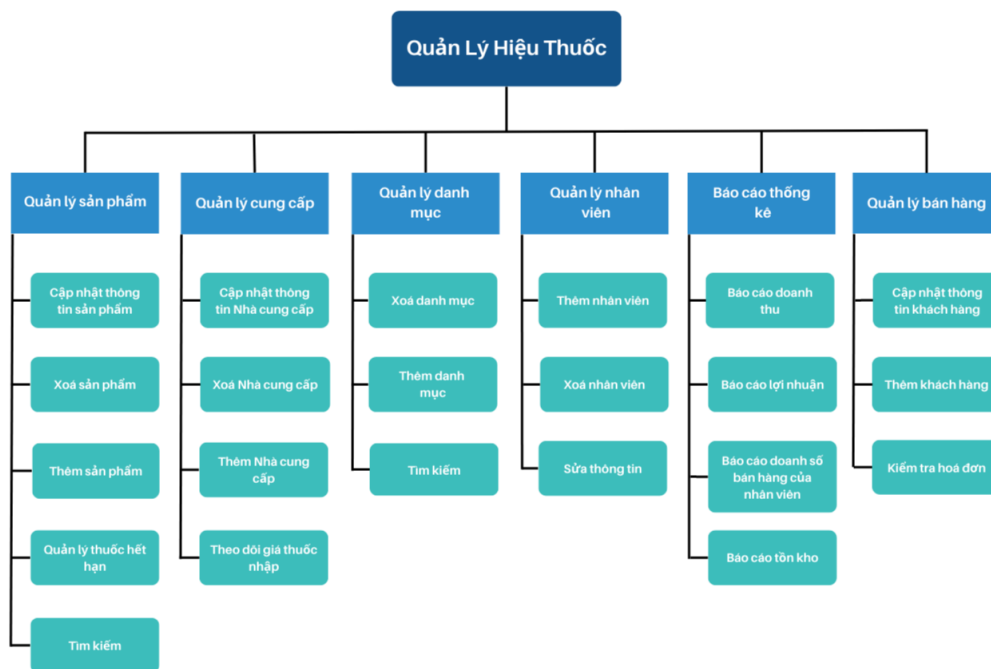 Quản Lý Hiệu Thuốc
Quản lý sản phẩm
Cập nhật thông
tin sản phẩm
Xoá sản phẩm
Thêm sản phẩm
Quản lý thuốc hết
hạn
Tìm kiếm
Quản lý cung cấp
Cập nhật thông
tin Nhà cung cấp
Xoá Nhà cung cấp
Thêm Nhà cung
cấp
Theo dõi giá thuốc
nhập
Quản lý danh
mục
Xoá danh mục
Thêm danh
mục
Tìm kiếm
Quản lý nhân
viên
Thêm nhân viên
Xoá nhân viên
Sửa thông tin
Báo cáo thống
kê
Báo cáo doanh
thu
Báo cáo lợi nhuận
Báo cáo doanh số
bán hàng của
nhân viên
Báo cáo tồn kho
Quản lý bán hàng
Cập nhật thông
tin khách hàng
Thêm khách hàng
Kiểm tra hoá đơn